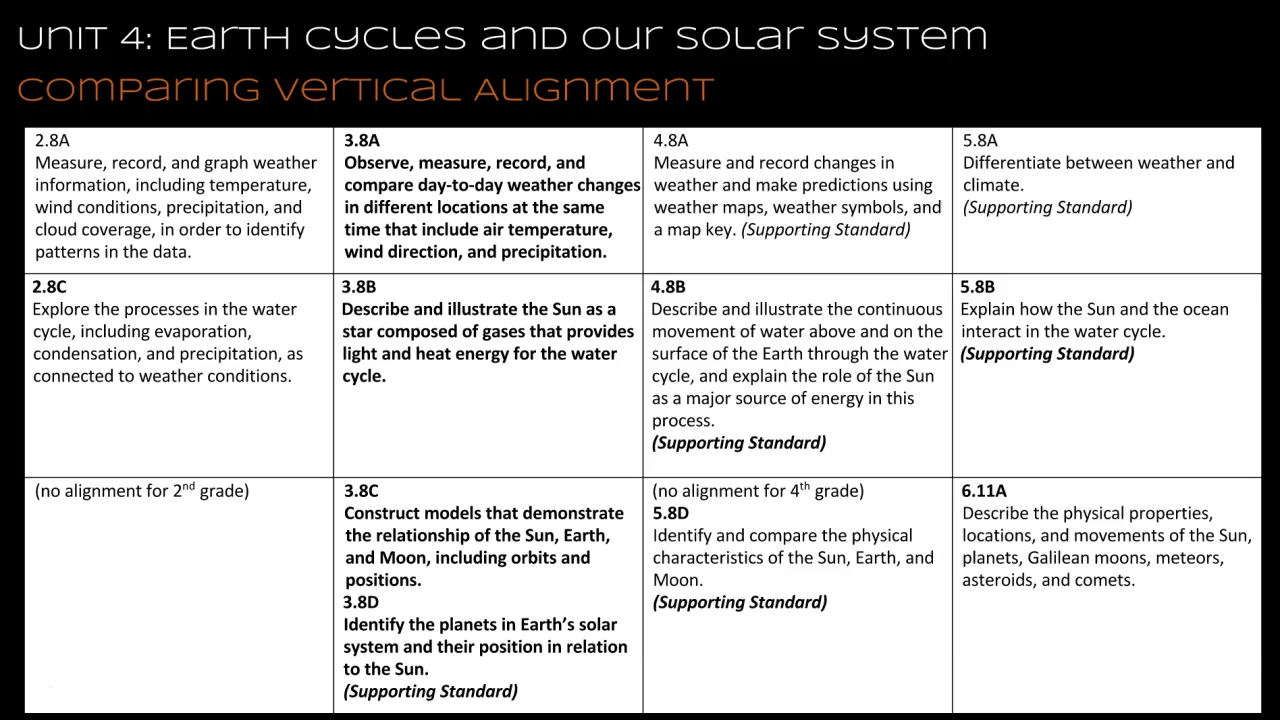 Unit 4: Earth Cycles and Our Solar System
Comparing Vertical Alignment
2.8A
Measure, record, and graph weather
information, including temperature,
wind conditions, precipitation, and
cloud coverage, in order to identify
patterns in the data.
3.8A
Observe, measure, record, and
compare day-to-day weather changes
in different locations at the same
time that include air temperature,
wind direction, and precipitation.
4.8A
Measure and record changes in
weather and make predictions using
weather maps, weather symbols, and
a map key. (Supporting Standard)
5.8A
Differentiate between weather and
climate.
(Supporting Standard)
2.8C
Explore the processes in the water
cycle, including evaporation,
condensation, and precipitation, as
connected to weather conditions.
3.8B
Describe and illustrate the Sun as a
star composed of gases that provides
light and heat energy for the water
cycle.
4.8B
Describe and illustrate the continuous
movement of water above and on the
surface of the Earth through the water
cycle, and explain the role of the Sun
as a major source of energy in this
process.
(Supporting Standard)
5.8B
Explain how the Sun and the ocean
interact in the water cycle.
(Supporting Standard)
(no alignment for 2nd grade)
3.8C
Construct models that demonstrate
the relationship of the Sun, Earth,
and Moon, including orbits and
positions.
3.8D
Identify the planets in Earth's solar
system and their position in relation
to the Sun.
(Supporting Standard)
(no alignment for 4th grade)
5.8D
Identify and compare the physical
characteristics of the Sun, Earth, and
Moon.
(Supporting Standard)
6.11A
Describe the physical properties,
locations, and movements of the Sun,
planets, Galilean moons, meteors,
asteroids, and comets.